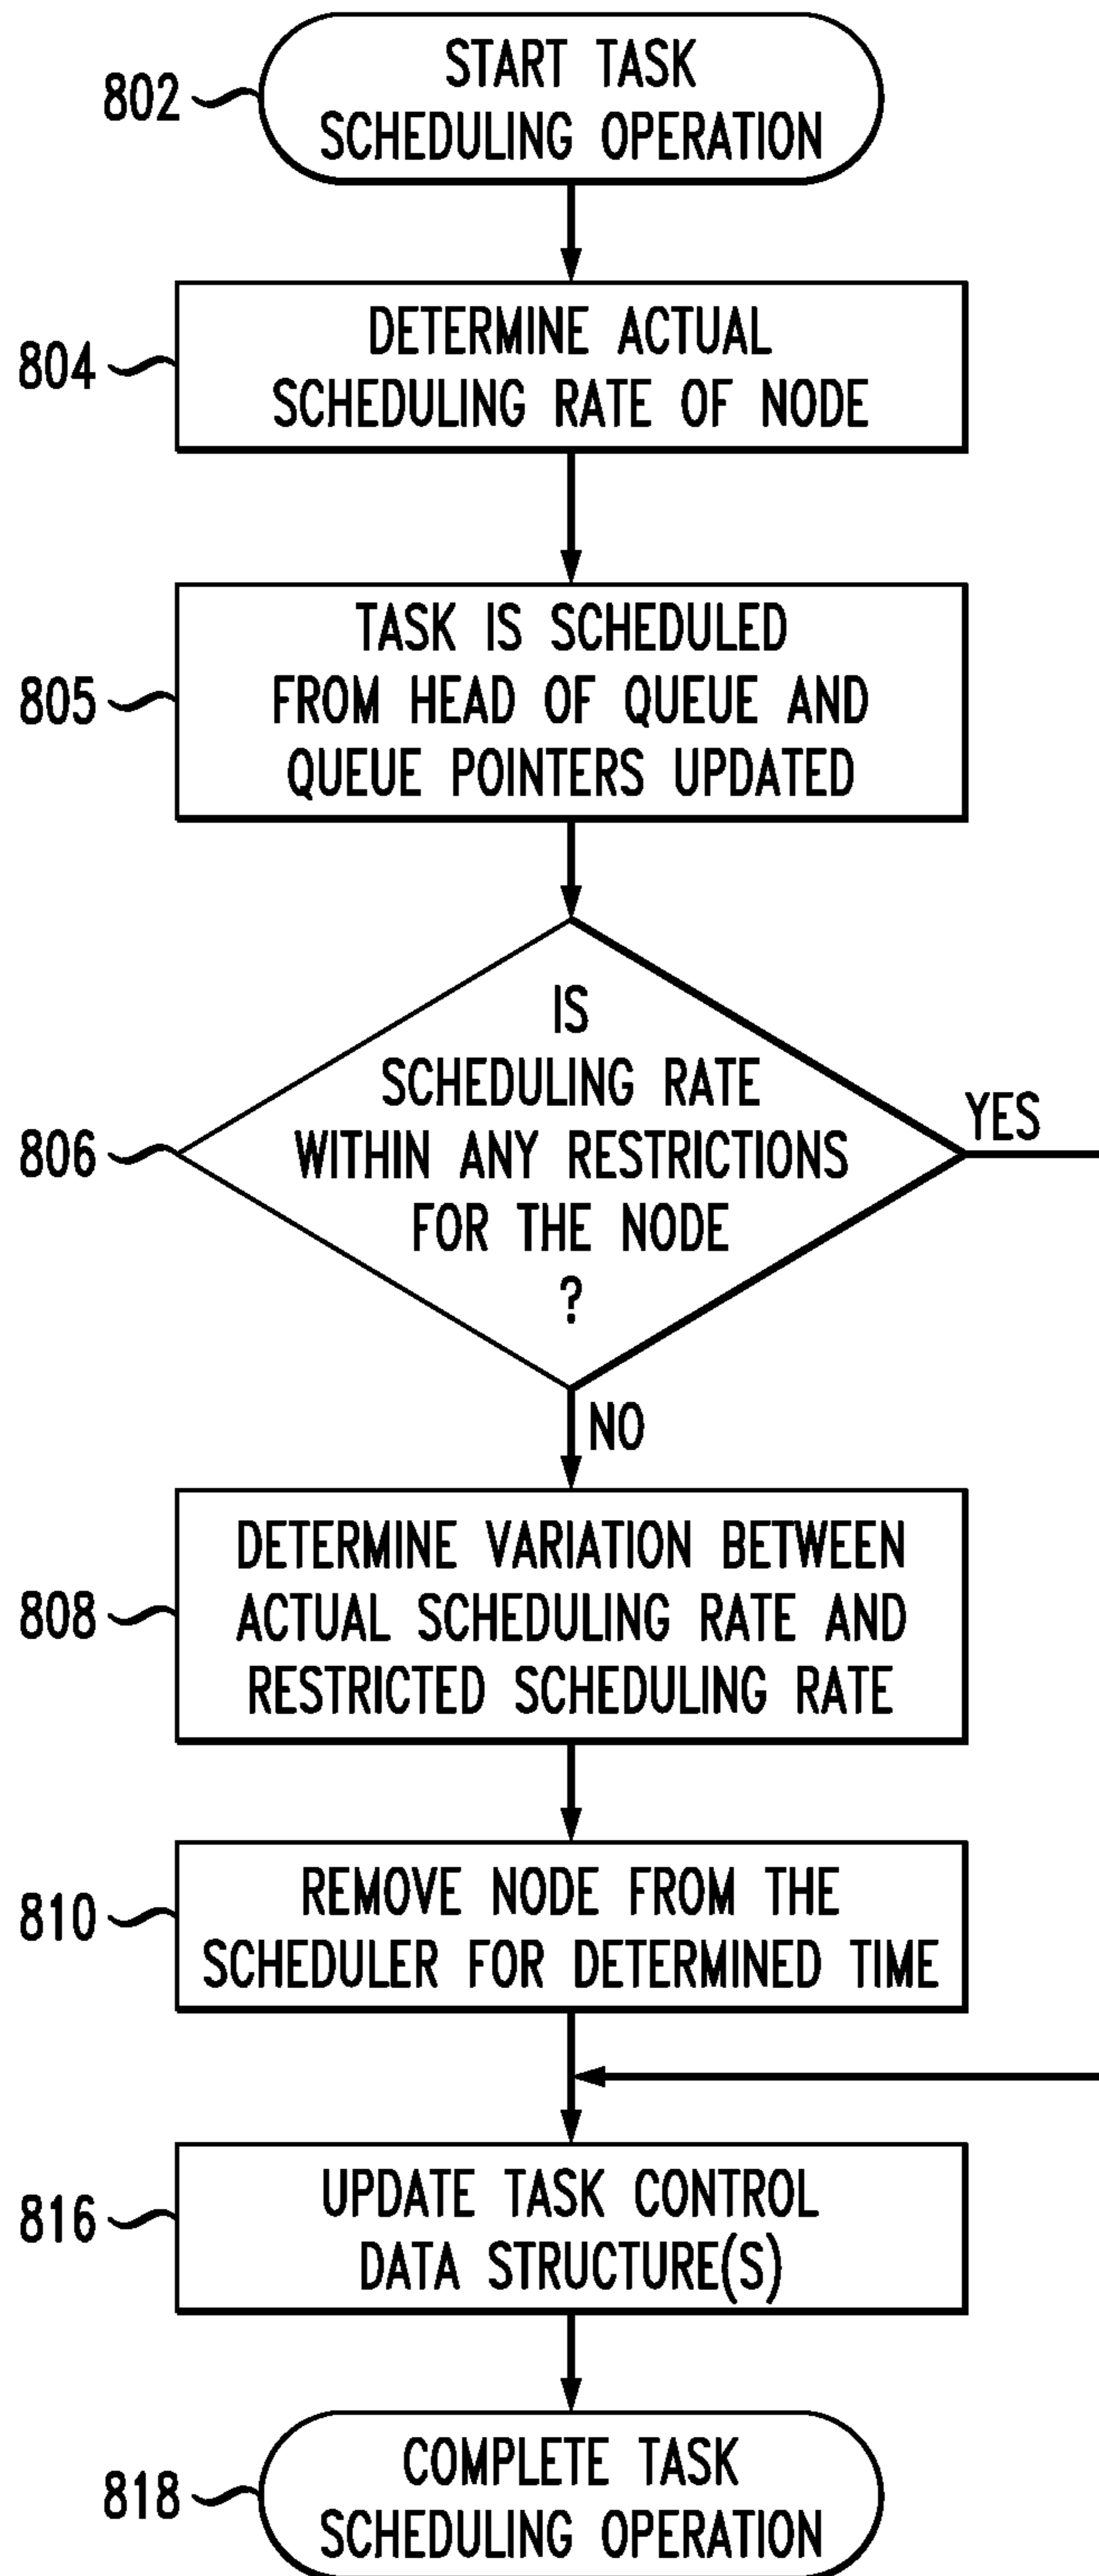 802
START TASK
SCHEDULING OPERATION
804
DETERMINE ACTUAL
SCHEDULING RATE OF NODE
805
TASK IS SCHEDULED
FROM HEAD OF QUEUE AND
QUEUE POINTERS UPDATED
806
IS
SCHEDULING RATE
WITHIN ANY RESTRICTIONS
FOR THE NODE
?
YES
NO
808
DETERMINE VARIATION BETWEEN
ACTUAL SCHEDULING RATE AND
RESTRICTED SCHEDULING RATE
810
REMOVE NODE FROM THE
SCHEDULER FOR DETERMINED TIME
816
UPDATE TASK CONTROL
DATA STRUCTURE(S)
818
COMPLETE TASK
SCHEDULING OPERATION